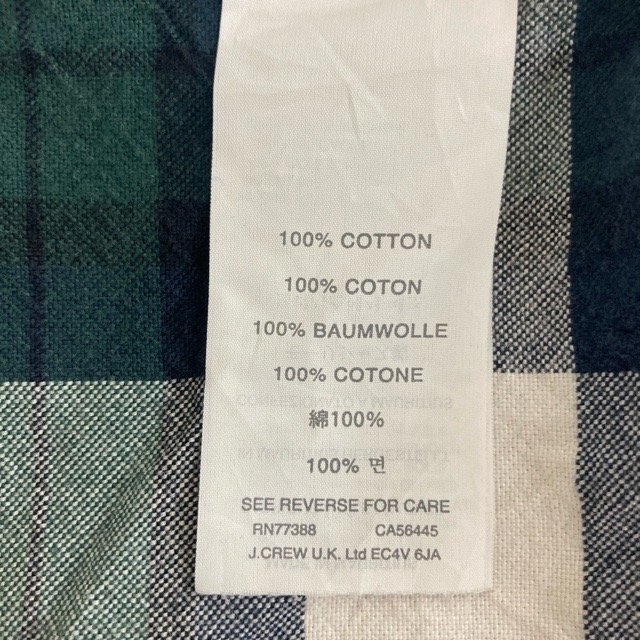 100% COTTON
100% COTON
100% BAUMWOLLE
100% COTONE
綿100%
100% 면
SEE REVERSE FOR CARE
RN77388 CA56445
J.CREW U.K. Ltd EC4V 6JA